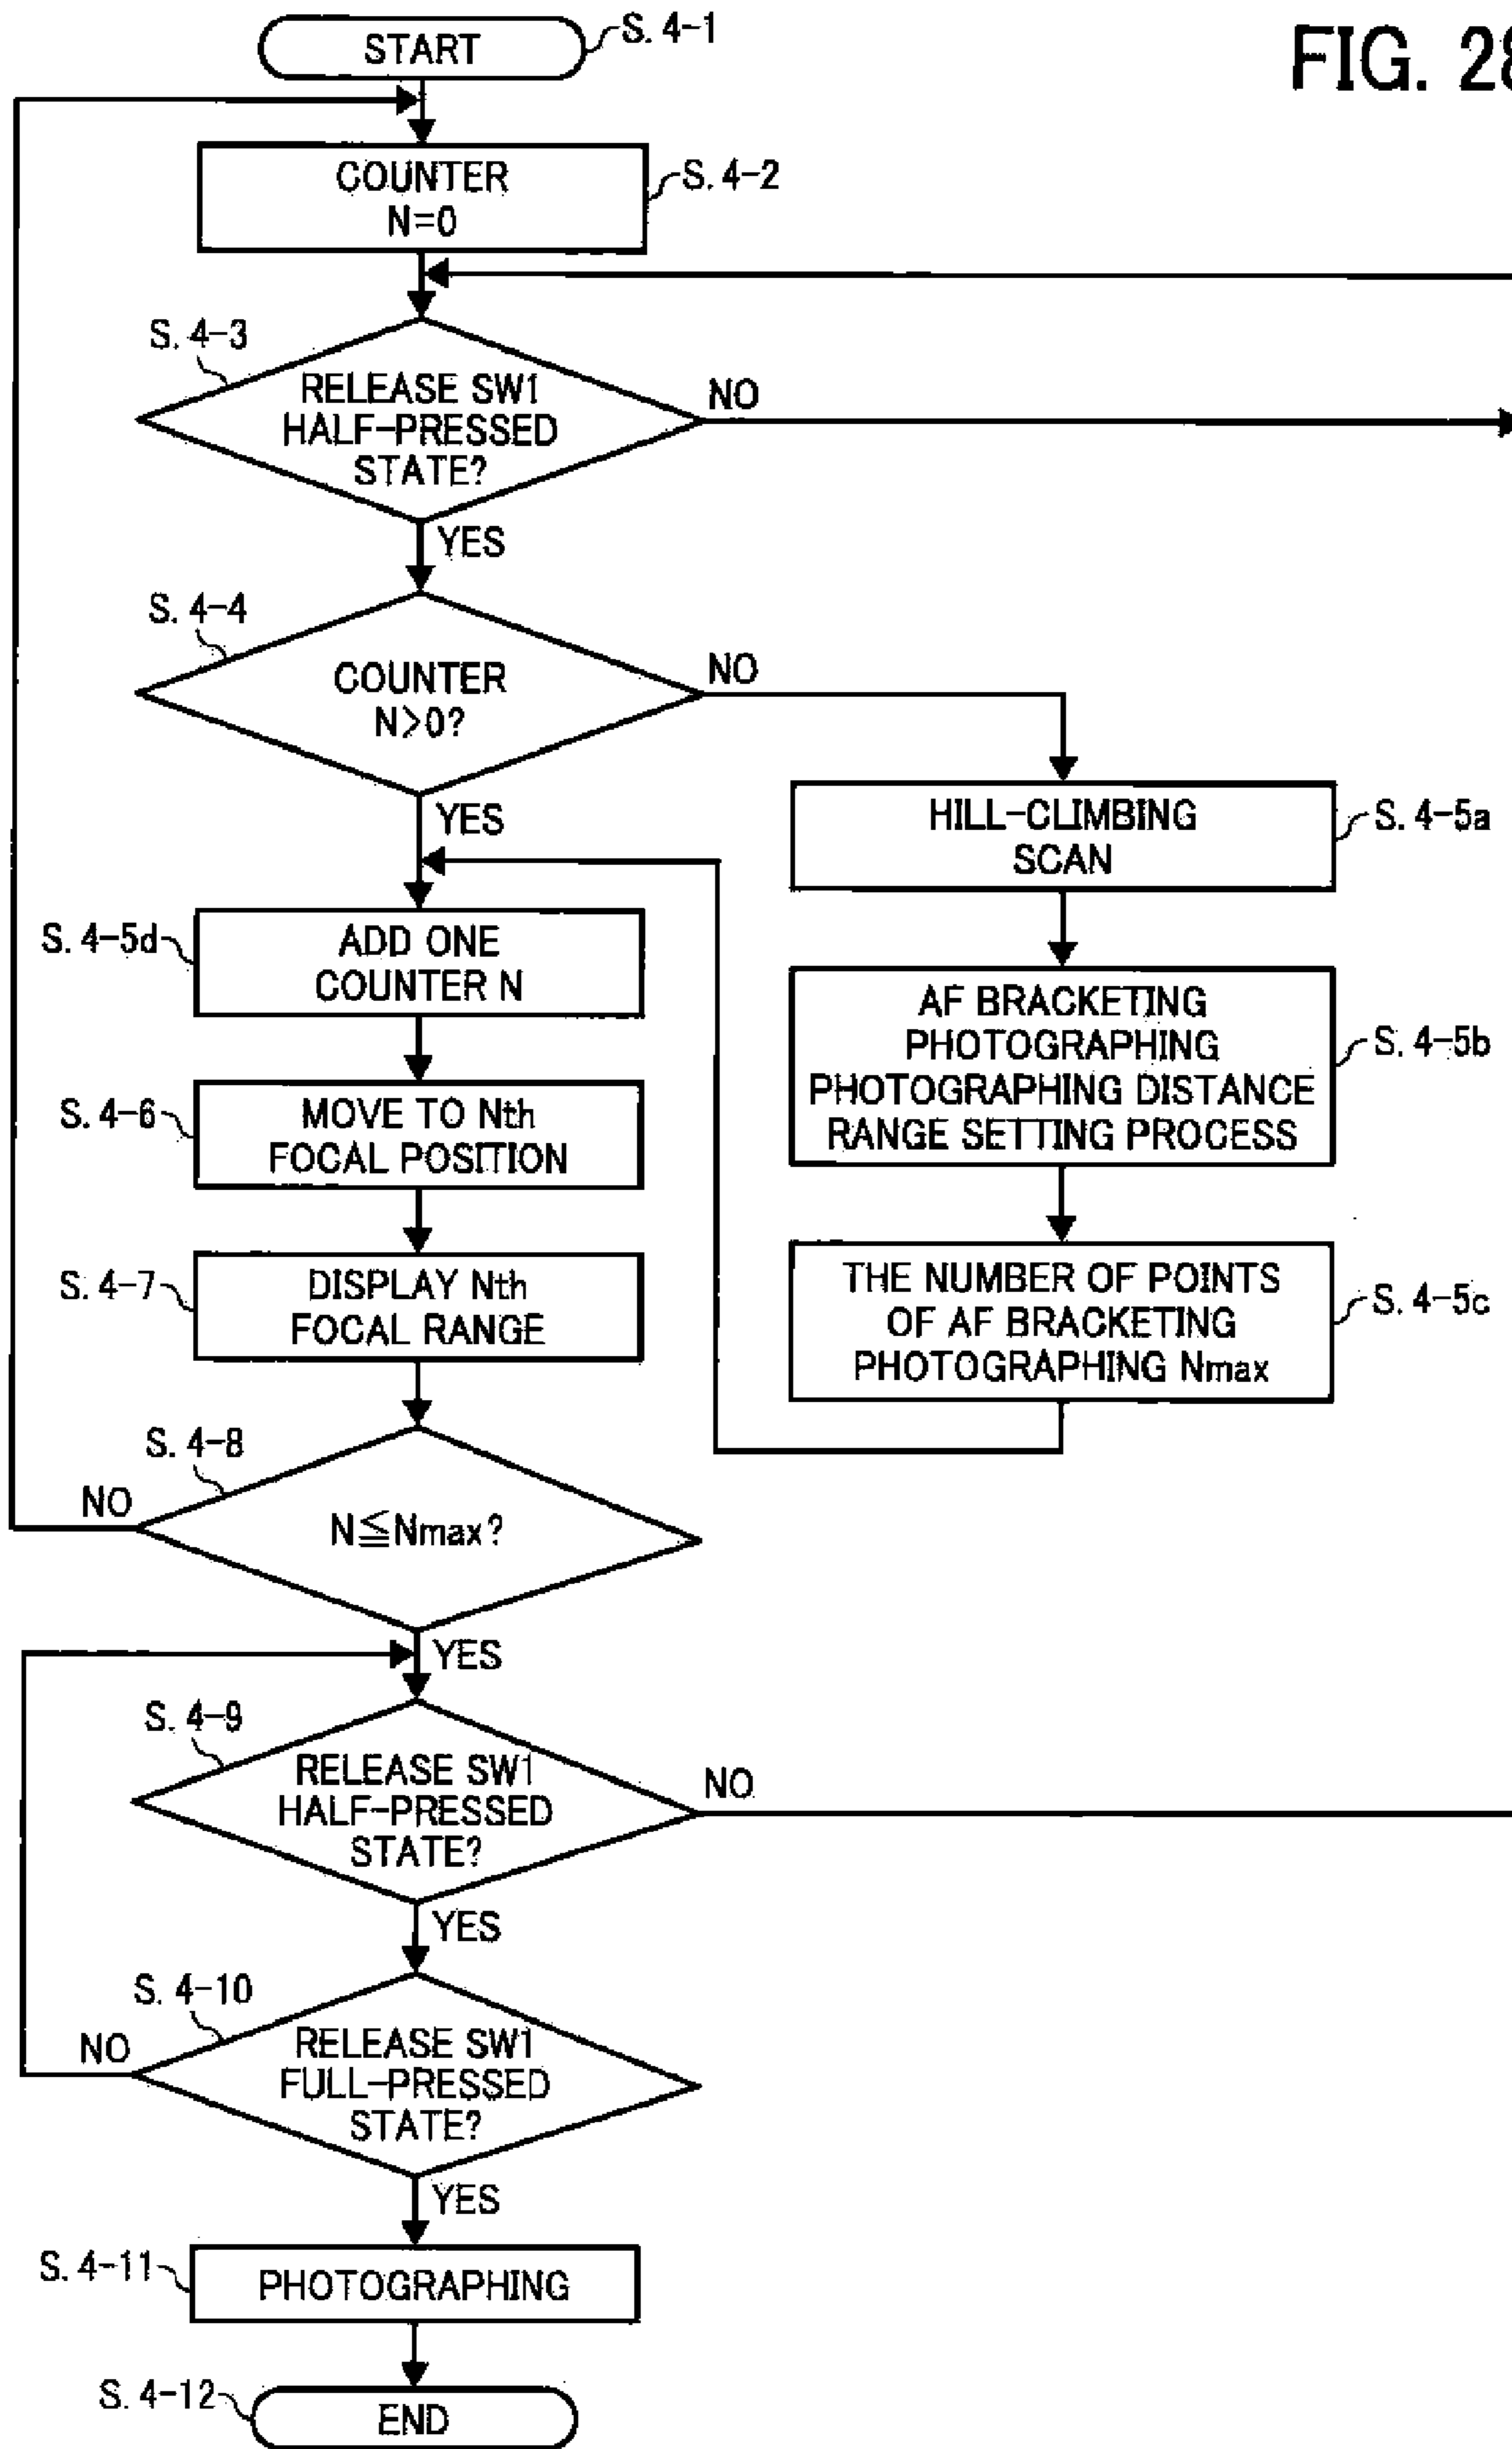 FIG. 28
START
S. 4-1
COUNTER
N=0
S. 4-2
S. 4-3
RELEASE SW1
HALF-PRESSED
STATE?
NO
YES
S. 4-4
COUNTER
N>0?
NO
YES
HILL-CLIMBING
SCAN
S. 4-5a
AF BRACKETING
PHOTOGRAPHING
PHOTOGRAPHING DISTANCE
RANGE SETTING PROCESS
S. 4-5b
THE NUMBER OF POINTS
OF AF BRACKETING
PHOTOGRAPHING Nmax
S. 4-5c
S. 4-5d
ADD ONE
COUNTER N
S. 4-6
MOVE TO Nth
FOCAL POSITION
S. 4-7
DISPLAY Nth
FOCAL RANGE
S. 4-8
NO
N≦Nmax?
YES
S. 4-9
RELEASE SW1
HALF-PRESSED
STATE?
NO
YES
S. 4-10
NO
RELEASE SW1
FULL-PRESSED
STATE?
YES
S. 4-11
PHOTOGRAPHING
S. 4-12
END